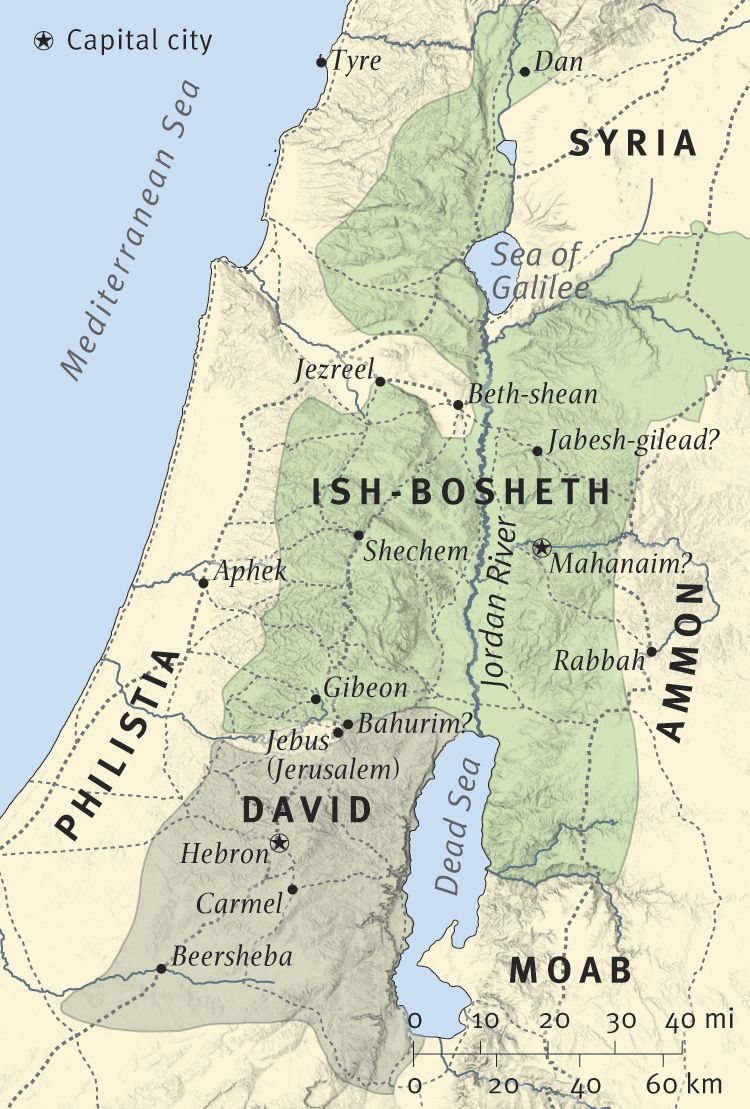 Capital city
Tyre
Dan
Mediterranean Sea
SYRIA
Sea of
Galilee
Jezreel
Beth-shean
Jabesh-gilead?
ISH-BOSHETH
Shechem
Mahanaim?
Jordan River
Aphek
AMMON
Rabbah
PHILISTIA
Gibeon
Bahurim?
Jebus
(Jerusalem)
DAVID
Dead Sea
Hebron
Carmel
Beersheba
MOAB
0 10 20 30 40 mi
0 20 40 60 km